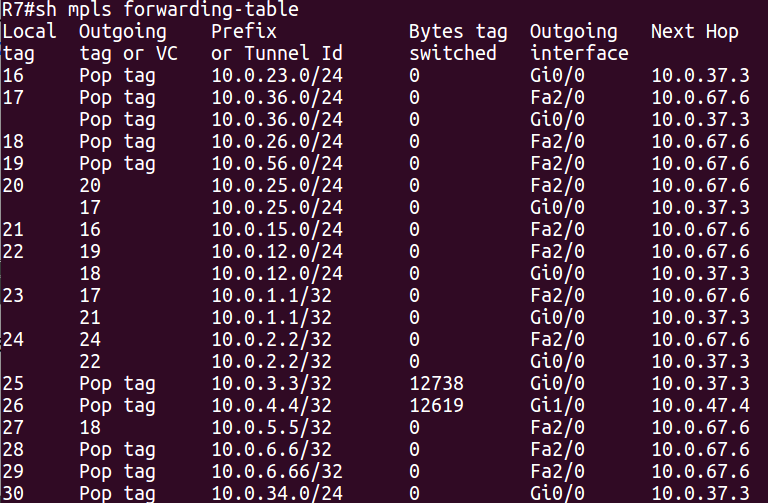 R7#sh mpls forwarding-table
Local  Outgoing   Prefix           Bytes tag  Outgoing   Next Hop
tag    tag or VC  or Tunnel Id     switched   interface
16     Pop tag    10.0.23.0/24     0          Gi0/0      10.0.37.3
17     Pop tag    10.0.36.0/24     0          Fa2/0      10.0.67.6
       Pop tag    10.0.36.0/24     0          Gi0/0      10.0.37.3
18     Pop tag    10.0.26.0/24     0          Fa2/0      10.0.67.6
19     Pop tag    10.0.56.0/24     0          Fa2/0      10.0.67.6
20     20         10.0.25.0/24     0          Fa2/0      10.0.67.6
       17         10.0.25.0/24     0          Gi0/0      10.0.37.3
21     16         10.0.15.0/24     0          Fa2/0      10.0.67.6
22     19         10.0.12.0/24     0          Fa2/0      10.0.67.6
       18         10.0.12.0/24     0          Gi0/0      10.0.37.3
23     17         10.0.1.1/32      0          Fa2/0      10.0.67.6
       21         10.0.1.1/32      0          Gi0/0      10.0.37.3
24     24         10.0.2.2/32      0          Fa2/0      10.0.67.6
       22         10.0.2.2/32      0          Gi0/0      10.0.37.3
25     Pop tag    10.0.3.3/32      12738      Gi0/0      10.0.37.3
26     Pop tag    10.0.4.4/32      12619      Gi1/0      10.0.47.4
27     18         10.0.5.5/32      0          Fa2/0      10.0.67.6
28     Pop tag    10.0.6.6/32      0          Fa2/0      10.0.67.6
29     Pop tag    10.0.6.66/32     0          Fa2/0      10.0.67.6
30     Pop tag    10.0.34.0/24     0          Gi0/0      10.0.37.3